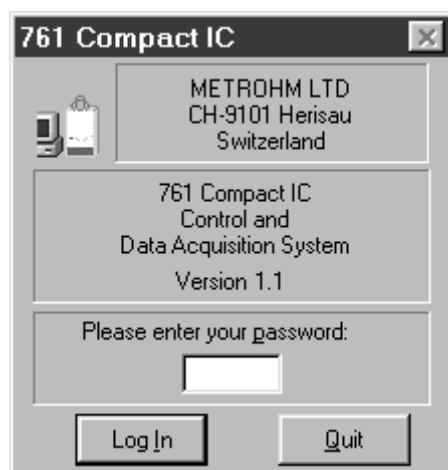 761 Compact IC
METROHM LTD
CH-9101 Herisau
Switzerland
761 Compact IC
Control and
Data Acquisition System
Version 1.1
Please enter your password:
Log In
Quit